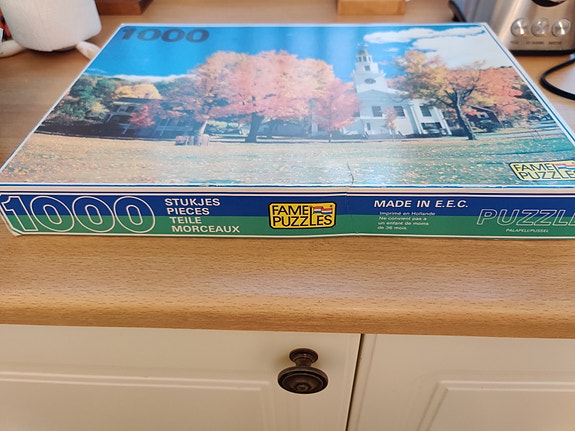 1000
FAME
PUZZLES
1000
STUKJES
PIECES
TEILE
MORCEAUX
FAME
PUZZLES
MADE IN E.E.C.
Imprimé en Hollande
Ne convient pas à
un enfant de moins
de 36 mois.
PUZZLE
PALAPELI/PUSSEL